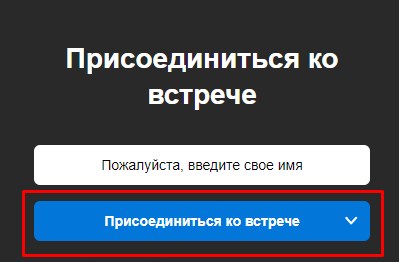 Присоединиться ко
встрече
Пожалуйста, введите свое имя
Присоединиться ко встрече